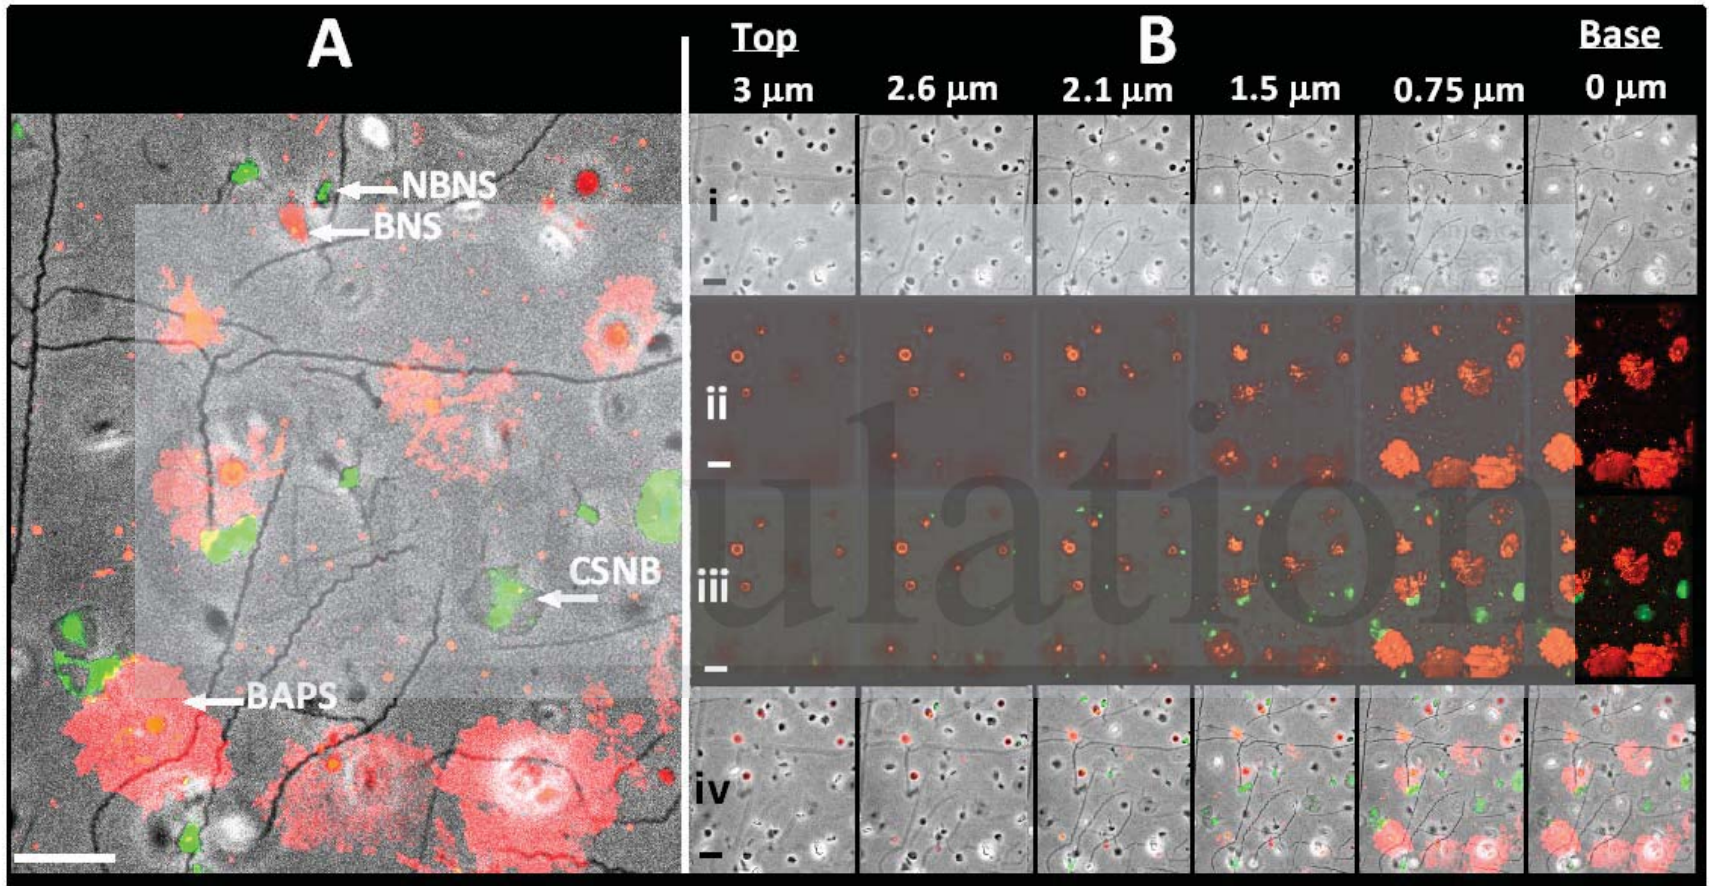 A
B
Top
Base
3 µm
2.6 µm
2.1 µm
1.5 µm
0.75 µm
0 µm
NBNS
BNS
CSNB
BAPS
i
ii
iii
iv
ulation